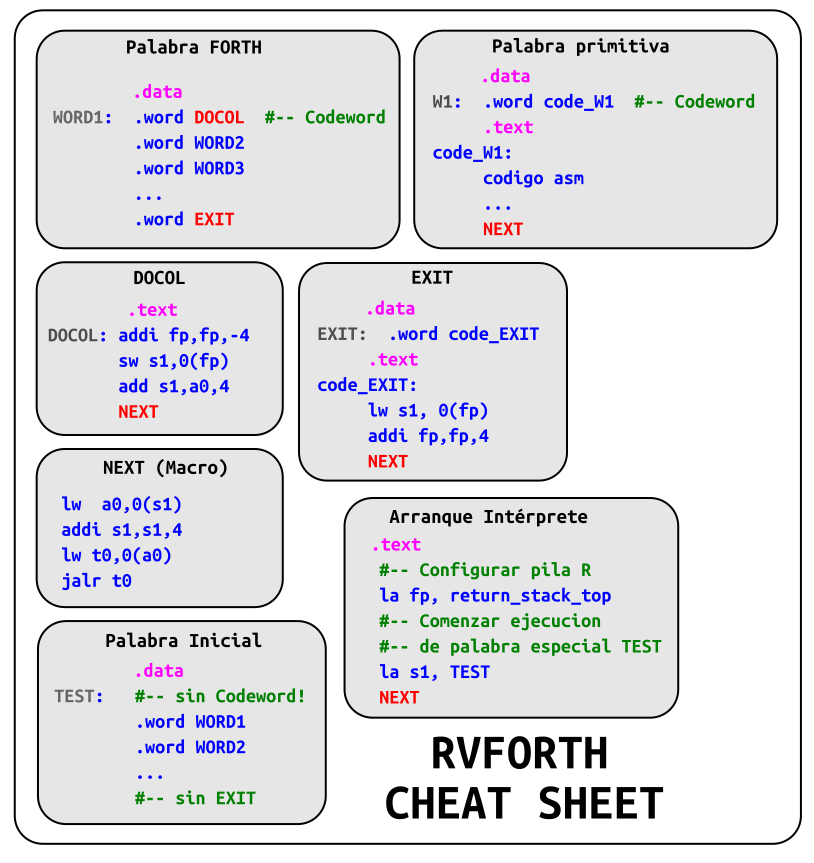 Palabra FORTH
.data
WORD1: .word DOCOL #-- Codeword
.word WORD2
.word WORD3
...
.word EXIT
Palabra primitiva
.data
W1: .word code_W1 #-- Codeword
.text
code_W1:
codigo asm
...
NEXT
DOCOL
.text
DOCOL: addi fp,fp,-4
sw s1,0(fp)
add s1,a0,4
NEXT
EXIT
.data
EXIT: .word code_EXIT
.text
code_EXIT:
lw s1, 0(fp)
addi fp,fp,4
NEXT
NEXT (Macro)
lw a0,0(s1)
addi s1,s1,4
lw t0,0(a0)
jalr t0
Arranque Intérprete
.text
#-- Configurar pila R
la fp, return_stack_top
#-- Comenzar ejecucion
#-- de palabra especial TEST
la s1, TEST
NEXT
Palabra Inicial
.data
TEST: #-- sin Codeword!
.word WORD1
.word WORD2
...
#-- sin EXIT
RVFORTH
CHEAT SHEET